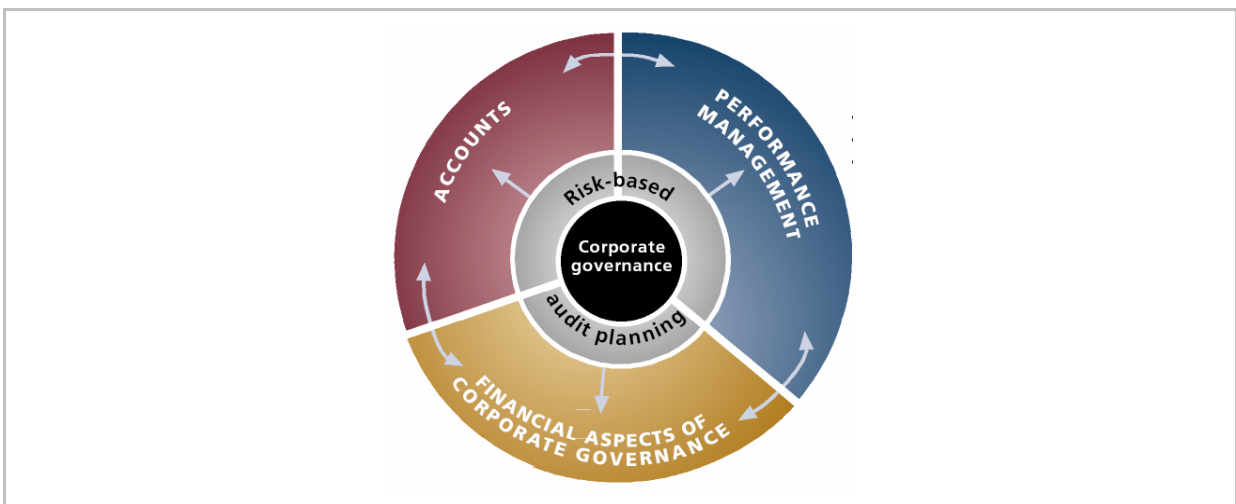 ACCOUNTS
PERFORMANCE
MANAGEMENT
Risk-based
Corporate
governance
audit planning
FINANCIAL ASPECTS OF
CORPORATE GOVERNANCE